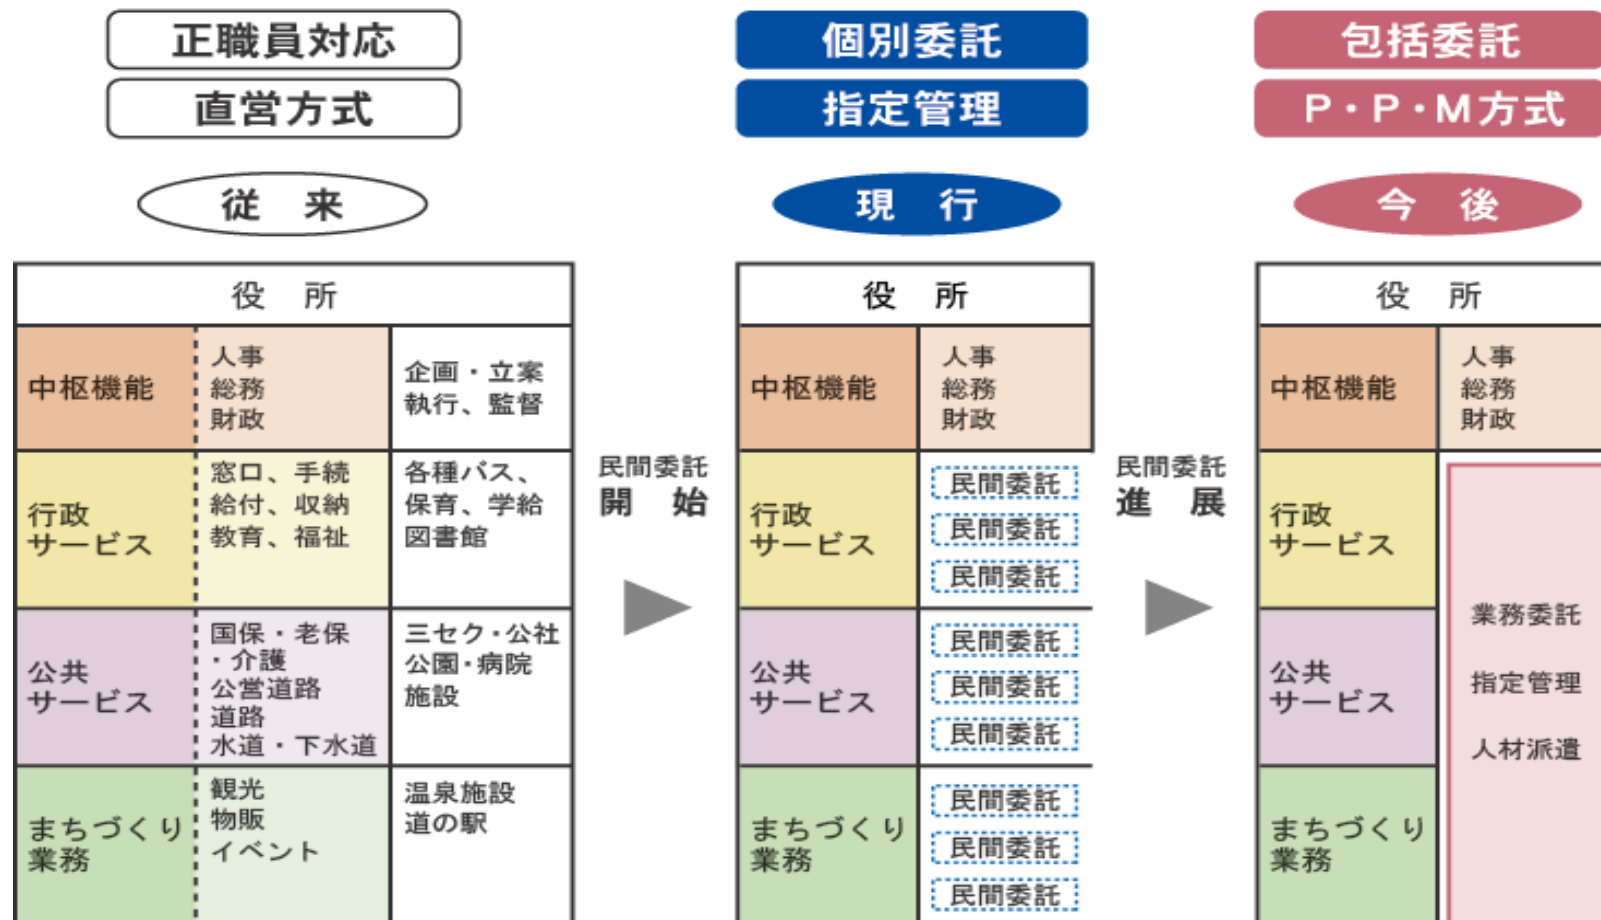 正職員対応
直営方式
従 来
役 所
中枢機能
人事
総務
財政
企画・立案
執行、監督
行政
サービス
窓口、手続
給付、収納
教育、福祉
各種バス、
保育、学給
図書館
公共
サービス
国保・老保
・介護
公営道路
道路
水道・下水道
三セク・公社
公園・病院
施設
まちづくり
業務
観光
物販
イベント
温泉施設
道の駅
民間委託
開 始
個別委託
指定管理
現 行
役 所
中枢機能
人事
総務
財政
行政
サービス
民間委託
民間委託
民間委託
公共
サービス
民間委託
民間委託
民間委託
まちづくり
業務
民間委託
民間委託
民間委託
民間委託
進 展
包括委託
P・P・M方式
今 後
役 所
中枢機能
人事
総務
財政
行政
サービス
公共
サービス
まちづくり
業務
業務委託
指定管理
人材派遣